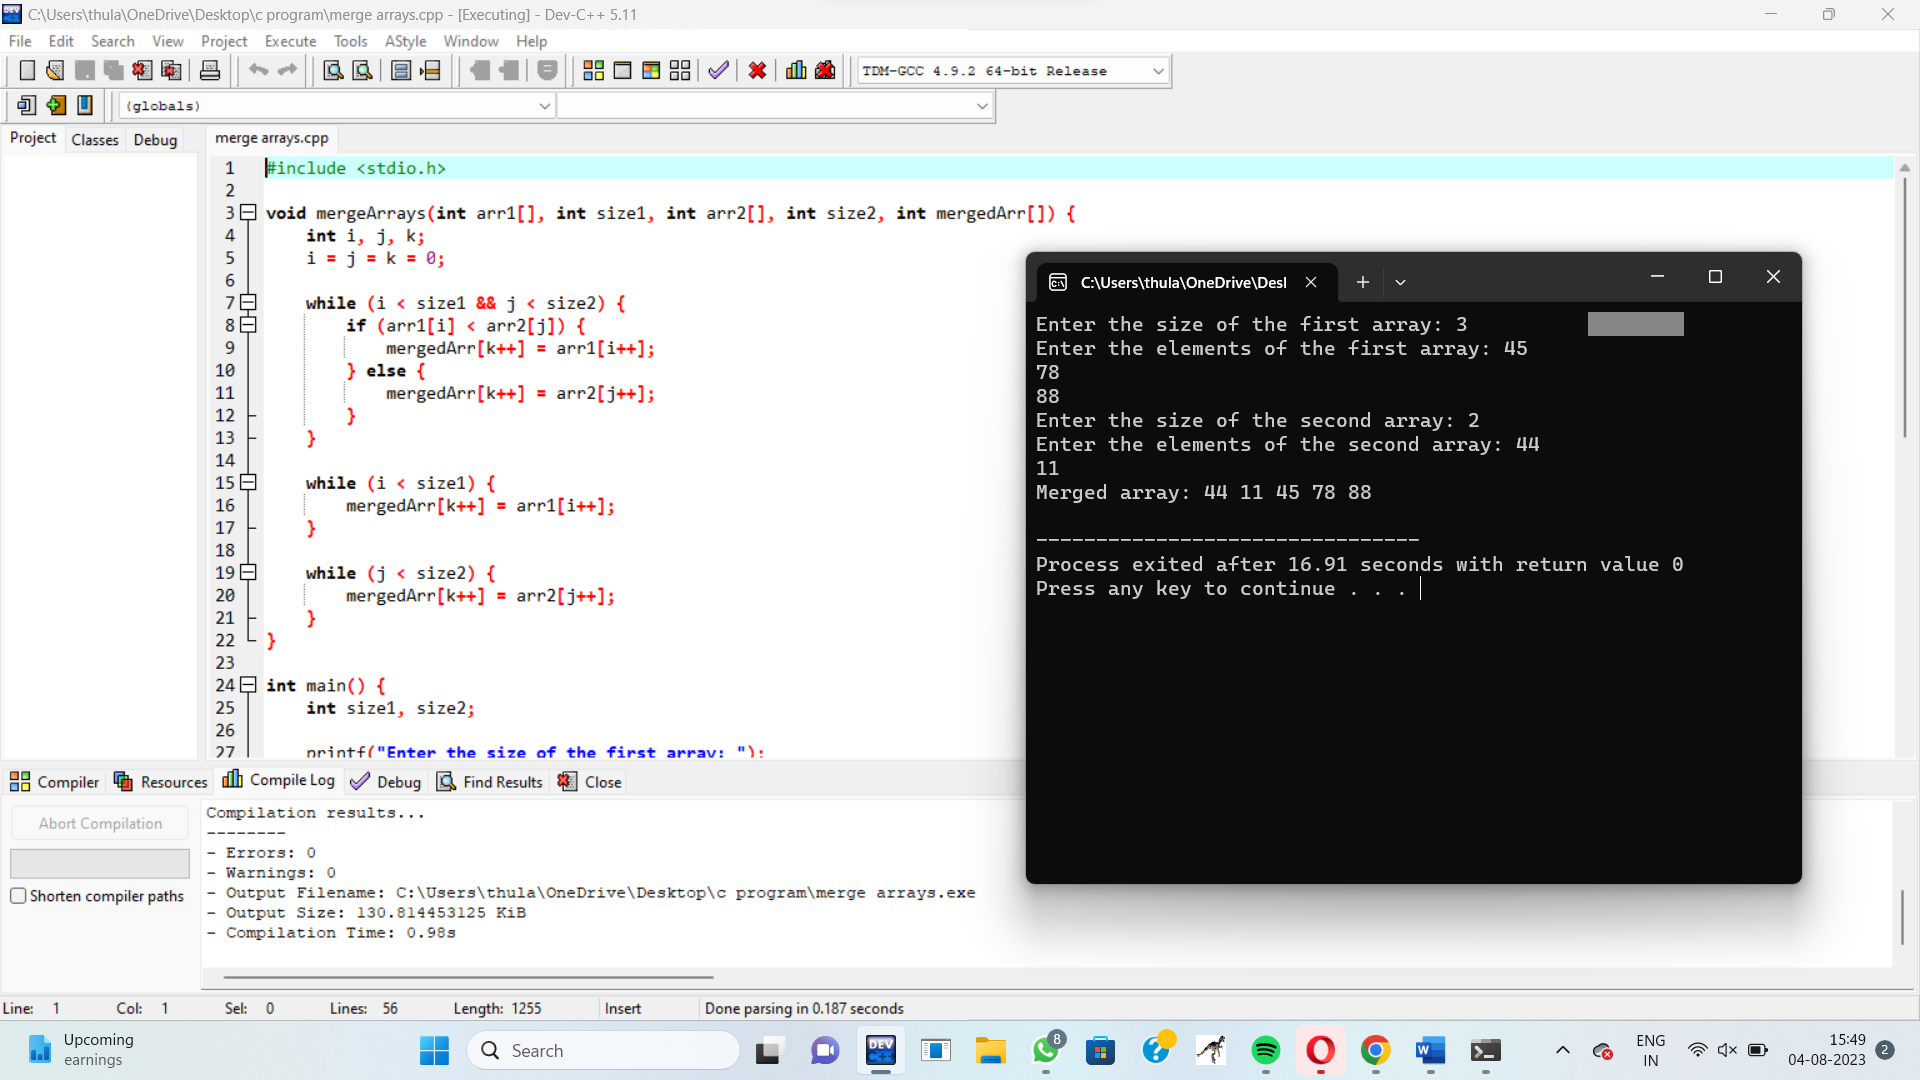 C:\Users\thula\OneDrive\Desktop\c program\merge arrays.cpp - [Executing] - Dev-C++ 5.11
File Edit Search View Project Execute Tools AStyle Window Help
TDM-GCC 4.9.2 64-bit Release
(globals)
Project Classes Debug
merge arrays.cpp
1 #include <stdio.h>
2
3 void mergeArrays(int arr1[], int size1, int arr2[], int size2, int mergedArr[]) {
4 int i, j, k;
5 i = j = k = 0;
6
7 while (i < size1 && j < size2) {
8 if (arr1[i] < arr2[j]) {
9 mergedArr[k++] = arr1[i++];
10 } else {
11 mergedArr[k++] = arr2[j++];
12 }
13 }
14
15 while (i < size1) {
16 mergedArr[k++] = arr1[i++];
17 }
18
19 while (j < size2) {
20 mergedArr[k++] = arr2[j++];
21 }
22 }
23
24 int main() {
25 int size1, size2;
26
27 printf("Enter the size of the first array: ");
C:\Users\thula\OneDrive\Desl
Enter the size of the first array: 3
Enter the elements of the first array: 45
78
88
Enter the size of the second array: 2
Enter the elements of the second array: 44
11
Merged array: 44 11 45 78 88
--------------------------------
Process exited after 16.91 seconds with return value 0
Press any key to continue . . .
Compiler Resources Compile Log Debug Find Results Close
Abort Compilation
Shorten compiler paths
Compilation results...
--------
- Errors: 0
- Warnings: 0
- Output Filename: C:\Users\thula\OneDrive\Desktop\c program\merge arrays.exe
- Output Size: 130.814453125 KiB
- Compilation Time: 0.98s
Line: 1 Col: 1 Sel: 0 Lines: 56 Length: 1255 Insert Done parsing in 0.187 seconds
Upcoming
earnings
Search
DEV
C++
8
ENG
IN
15:49
04-08-2023
2